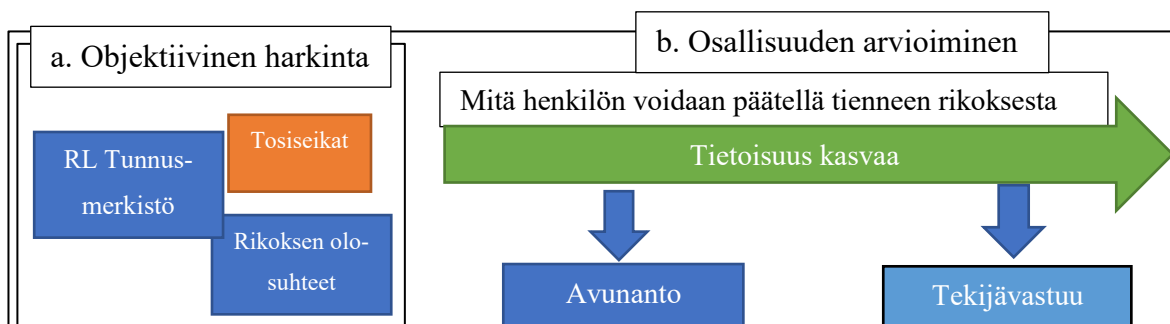 a. Objektiivinen harkinta
RL Tunnus-
merkistö
Tosiseikat
Rikoksen olo-
suhteet
b. Osallisuuden arvioiminen
Mitä henkilön voidaan päätellä tienneen rikoksesta
Tietoisuus kasvaa
Avunanto
Tekijävastuu